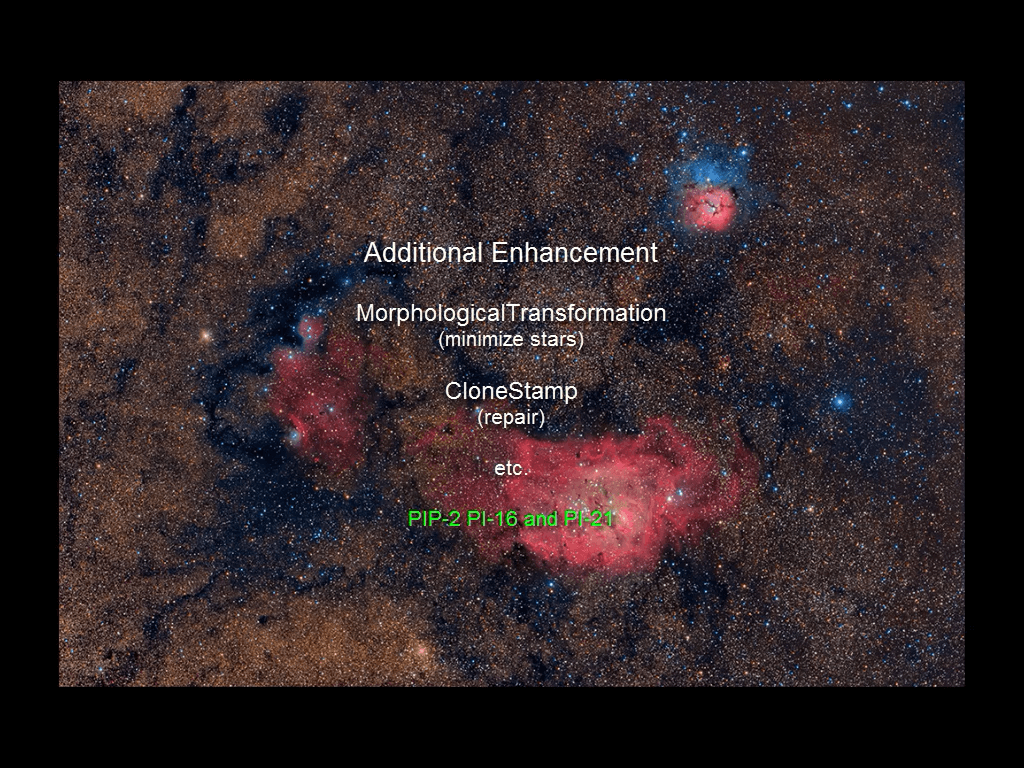 Additional Enhancement
MorphologicalTransformation
(minimize stars)
CloneStamp
(repair)
etc.
PIP-2 PI-16 and PI-21